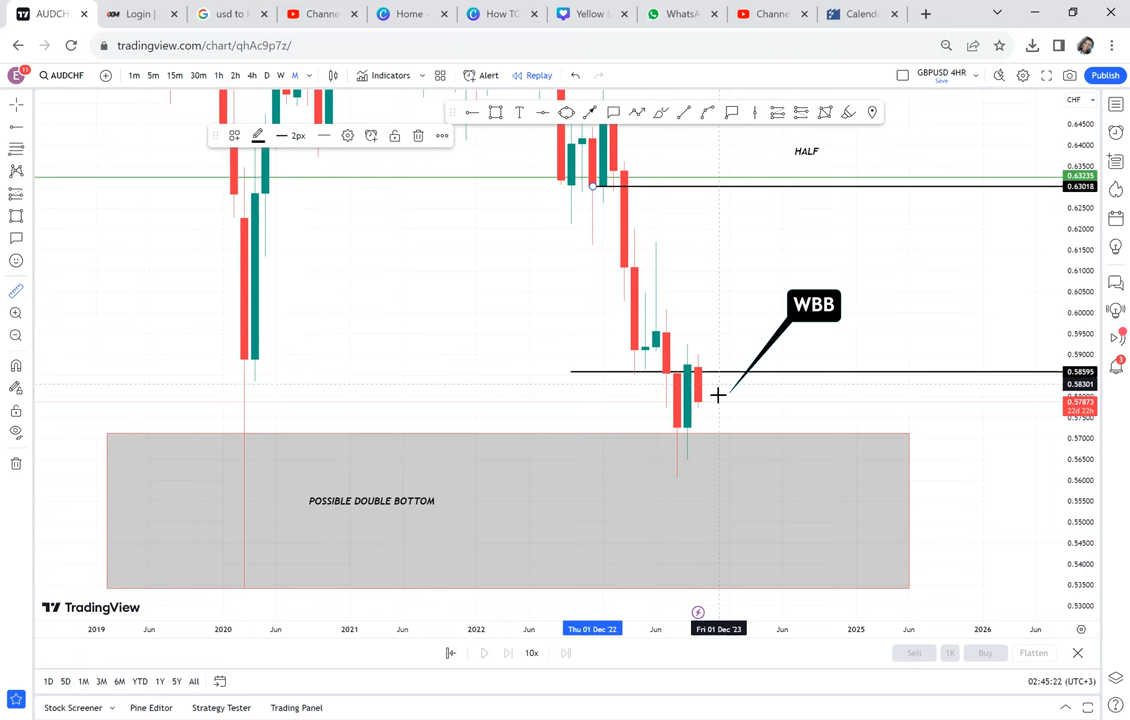 AUDCHF
Login |
usd to k
Channe
Home -
How TO
Yellow L
WhatsA
Channe
Calenda
tradingview.com/chart/qhAc9p7z/
E 11 AUDCHF 1m 5m 15m 30m 1h 2h 4h D W M Indicators Alert Replay GBPUSD 4HR Save Publish
CHF
2px
HALF
0.64500
0.64000
0.63500
0.63235
0.63018
0.62500
0.62000
0.61500
0.61000
0.60500
0.60000
0.59500
0.59000
0.58595
0.58301
0.57873
22d 22h
0.57500
0.57000
0.56500
0.56000
0.55500
0.55000
0.54500
0.54000
0.53500
0.53000
WBB
POSSIBLE DOUBLE BOTTOM
TradingView
2019 Jun 2020 Jun 2021 Jun 2022 Thu 01 Dec '22 Jun Fri 01 Dec '23 Jun 2025 Jun 2026 Jun
10x Sell 1K Buy Flatten
1D 5D 1M 3M 6M YTD 1Y 5Y All 02:45:22 (UTC+3)
Stock Screener Pine Editor Strategy Tester Trading Panel